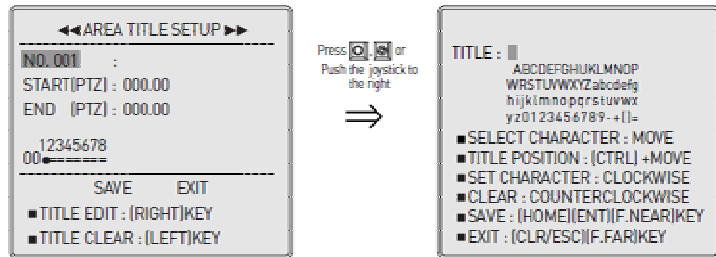 ◀◀ AREA TITLE SETUP ▶▶
NO. 001 :
START(PTZ) : 000.00
END (PTZ) : 000.00
12345678
00
SAVE EXIT
■ TITLE EDIT : (RIGHT)KEY
■ TITLE CLEAR : (LEFT)KEY
Press , or
Push the joystick to
the right
TITLE :
ABCDEFGHIJKLMNOP
WRSTUVWXYZabcdefg
hijklmnopqrstuvwx
yz0123456789-+()=
■ SELECT CHARACTER : MOVE
■ TITLE POSITION : (CTRL) +MOVE
■ SET CHARACTER : CLOCKWISE
■ CLEAR : COUNTERCLOCKWISE
■ SAVE : (HOME)(ENT)(F.NEAR)KEY
■ EXIT : (CLR/ESC)(F.FAR)KEY